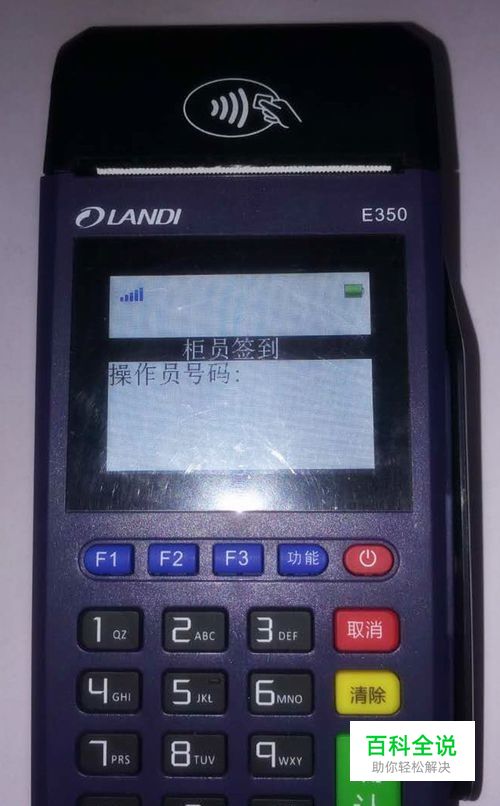 LANDI
E350
柜员签到
操作员号码:
F1 F2 F3 功能
1 QZ 2 ABC 3 DEF 取消
4 GHI 5 JKL 6 MNO 清除
7 PRS 8 TUV 9 WXY
百科全说
助你轻松解决